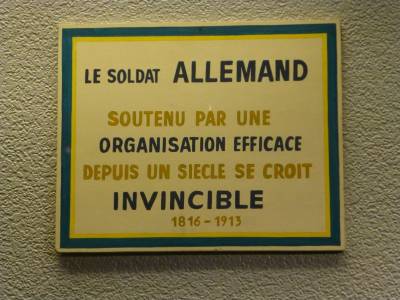 LE SOLDAT ALLEMAND
SOUTENU PAR UNE
ORGANISATION EFFICACE
DEPUIS UN SIECLE SE CROIT
INVINCIBLE
1816 - 1913